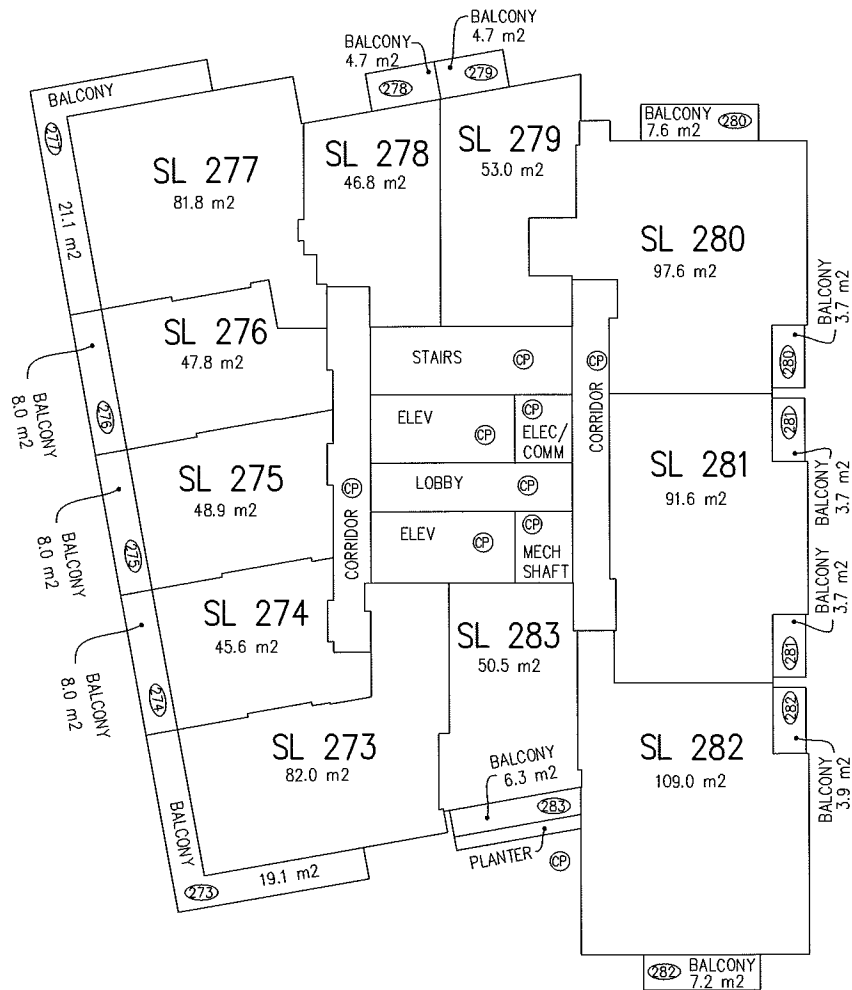 BALCONY
4.7 m2
BALCONY
4.7 m2
278
279
BALCONY
277
21.1 m2
SL 277
81.8 m2
SL 278
46.8 m2
SL 279
53.0 m2
BALCONY
7.6 m2
280
SL 280
97.6 m2
BALCONY
3.7 m2
280
SL 276
47.8 m2
BALCONY
8.0 m2
276
STAIRS
CP
CP
CORRIDOR
ELEV
CP
CP
ELEC/
COMM
281
BALCONY
3.7 m2
SL 281
91.6 m2
SL 275
48.9 m2
BALCONY
8.0 m2
275
CP
CORRIDOR
LOBBY
CP
ELEV
CP
CP
MECH
SHAFT
SL 274
45.6 m2
BALCONY
8.0 m2
274
SL 283
50.5 m2
BALCONY
3.7 m2
281
282
BALCONY
3.9 m2
SL 273
82.0 m2
BALCONY
6.3 m2
283
SL 282
109.0 m2
PLANTER
CP
BALCONY
273
19.1 m2
282
BALCONY
7.2 m2